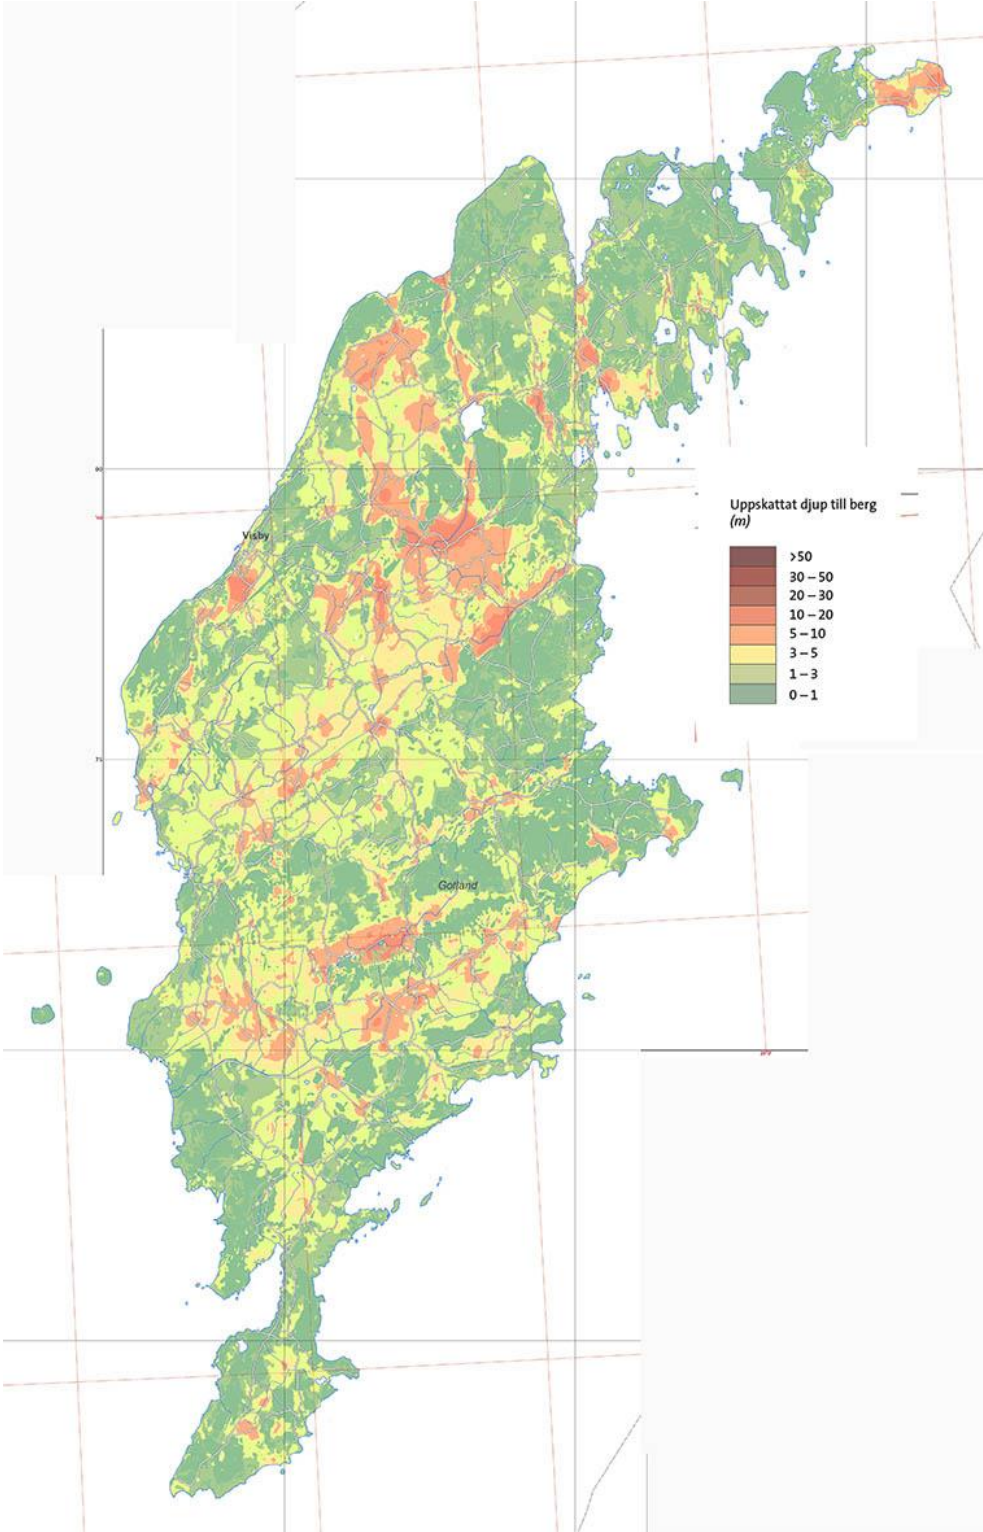 Visby
Gotland
Uppskattat djup till berg
(m)
>50
30 – 50
20 – 30
10 – 20
5 – 10
3 – 5
1 – 3
0 – 1